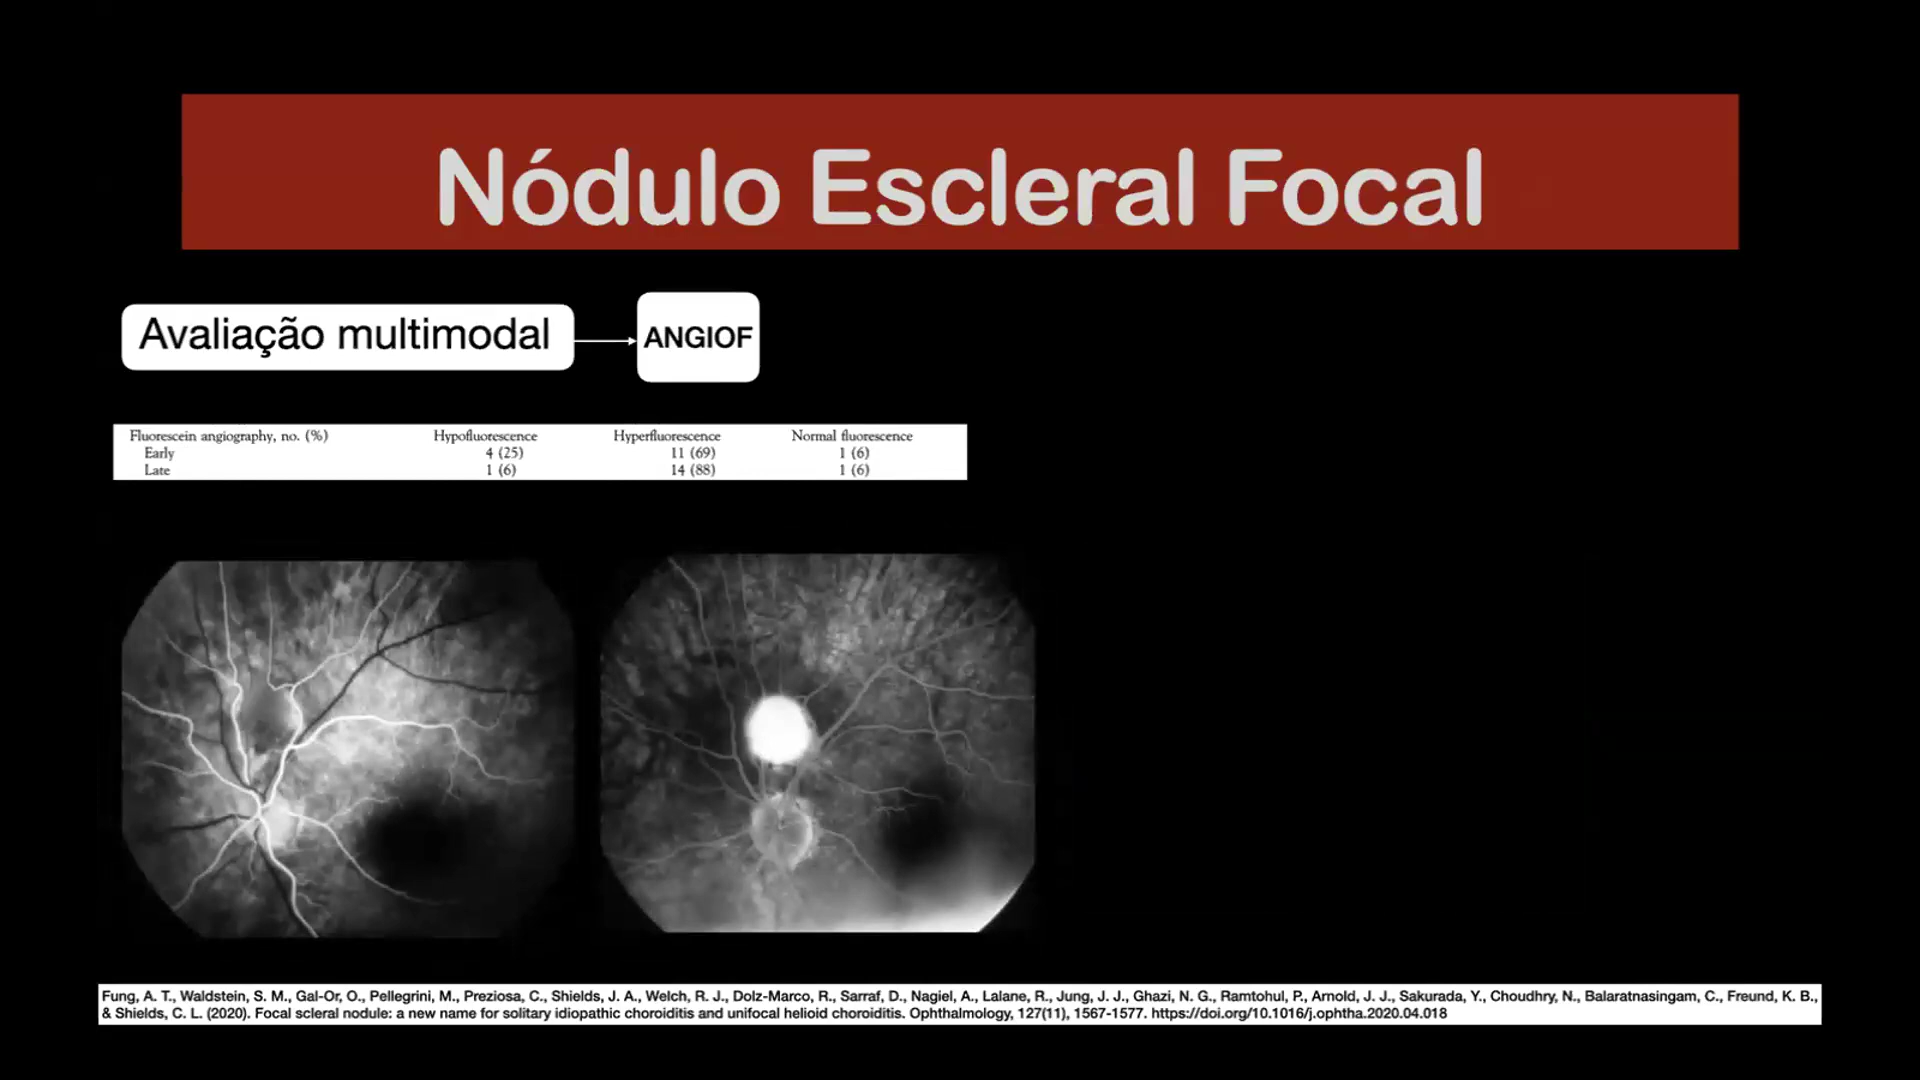 Nódulo Escleral Focal
Avaliação multimodal
ANGIOF
Fluorescein angiography, no. (%) Hypofluorescence Hyperfluorescence Normal fluorescence
Early 4 (25) 11 (69) 1 (6)
Late 1 (6) 14 (88) 1 (6)
Fung, A. T., Waldstein, S. M., Gal-Or, O., Pellegrini, M., Preziosa, C., Shields, J. A., Welch, R. J., Dolz-Marco, R., Sarraf, D., Nagiel, A., Lalane, R., Jung, J. J., Ghazi, N. G., Ramtohul, P., Arnold, J. J., Sakurada, Y., Choudhry, N., Balaratnasingam, C., Freund, K. B.,
& Shields, C. L. (2020). Focal scleral nodule: a new name for solitary idiopathic choroiditis and unifocal helioid choroiditis. Ophthalmology, 127(11), 1567-1577. https://doi.org/10.1016/j.ophtha.2020.04.018